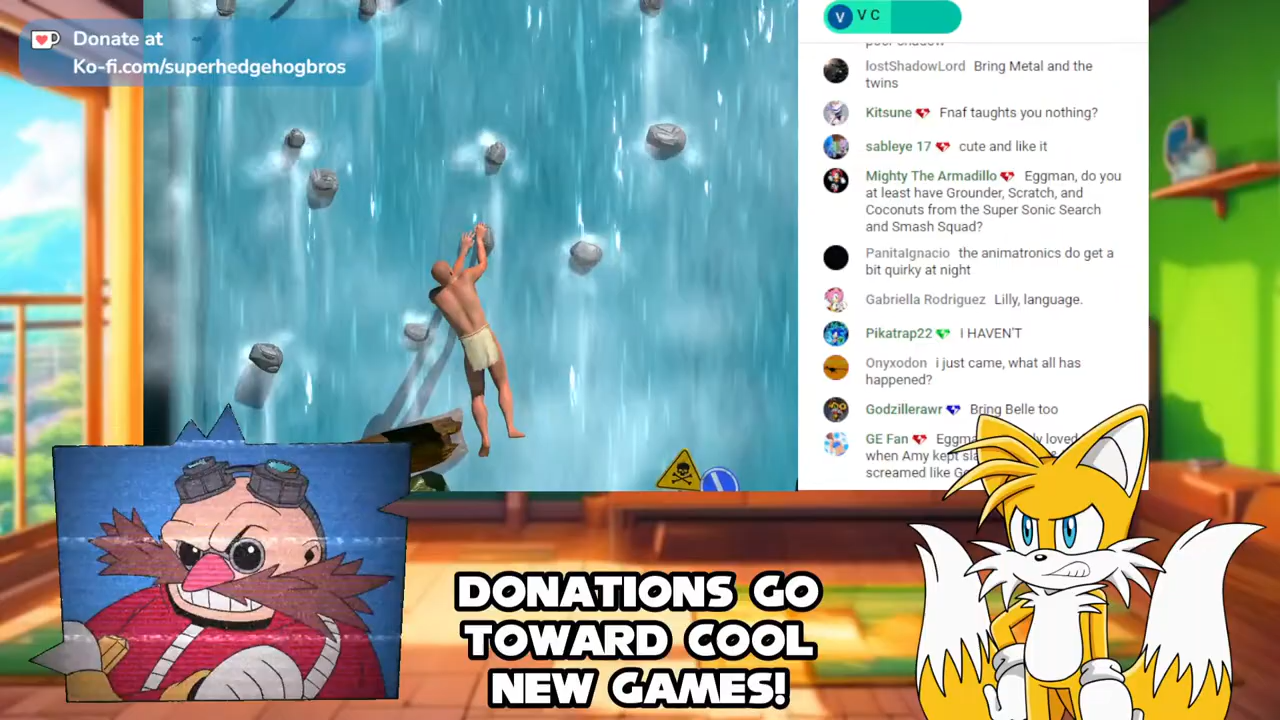 Donate at
Ko-fi.com/superhedgehogbros
V V C
lostShadowLord Bring Metal and the
twins
Kitsune Fnaf taughts you nothing?
sableye 17 cute and like it
Mighty The Armadillo Eggman, do you
at least have Grounder, Scratch, and
Coconuts from the Super Sonic Search
and Smash Squad?
PanitaIgnacio the animatronics do get a
bit quirky at night
Gabriella Rodriguez Lilly, language.
Pikatrap22 I HAVEN'T
Onyxodon i just came, what all has
happened?
Godzillerawr Bring Belle too
GE Fan loved
when Amy kept
screamed like
DONATIONS GO
TOWARD COOL
NEW GAMES!